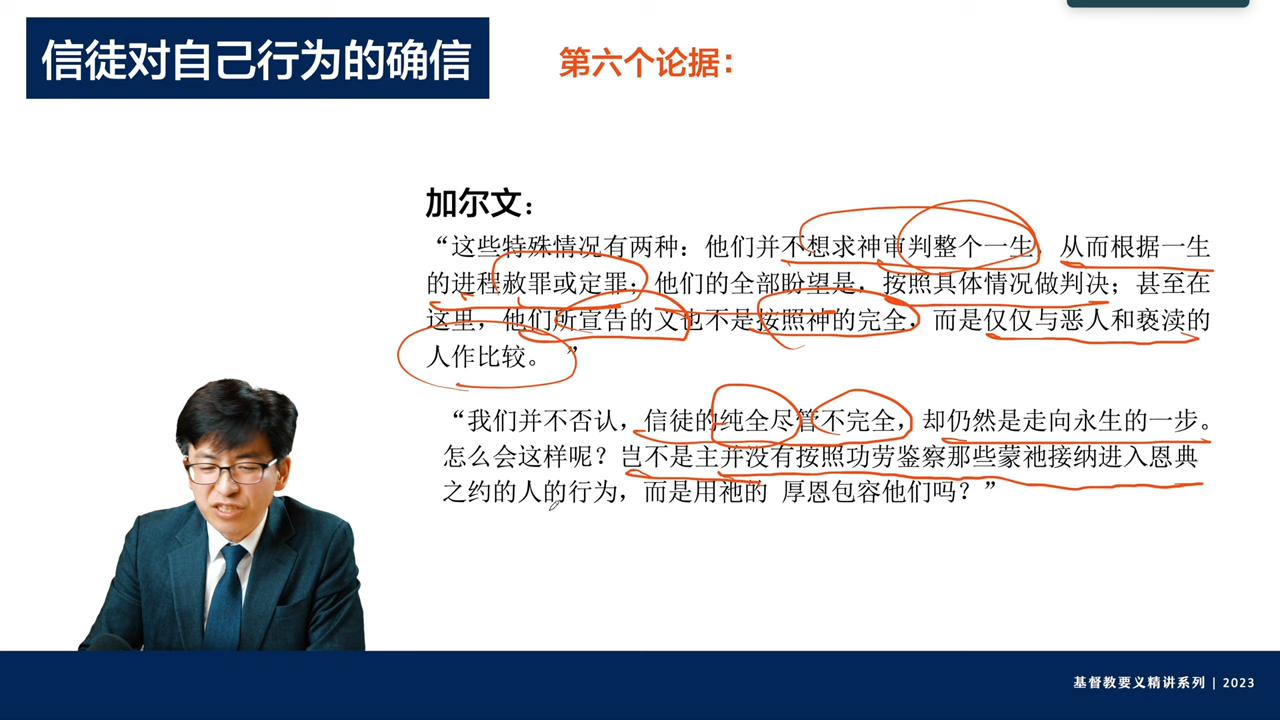 信徒对自己行为的确信
第六个论据：
加尔文：
“这些特殊情况有两种：他们并不想求神审判整个一生，从而根据一生
的进程赦罪或定罪；他们的全部盼望是，按照具体情况做判决；甚至在
这里，他们所宣告的义也不是按照神的完全，而是仅仅与恶人和亵渎的
人作比较。”
“我们并不否认，信徒的纯全尽管不完全，却仍然是走向永生的一步。
怎么会这样呢？岂不是主并没有按照功劳鉴察那些蒙祂接纳进入恩典
之约的人的行为，而是用祂的 厚恩包容他们吗？”
基督教要义精讲系列 | 2023